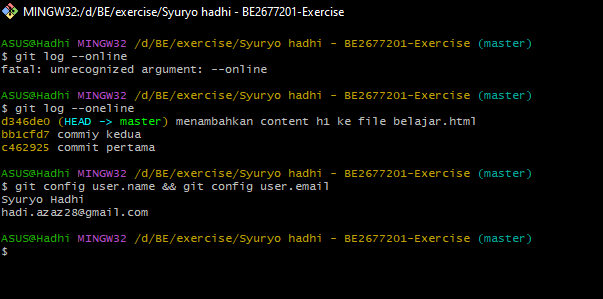 MINGW32:/d/BE/exercise/Syuryo hadhi - BE2677201-Exercise
ASUS@Hadhi MINGW32 /d/BE/exercise/Syuryo hadhi - BE2677201-Exercise (master)
$ git log --online
fatal: unrecognized argument: --online
ASUS@Hadhi MINGW32 /d/BE/exercise/Syuryo hadhi - BE2677201-Exercise (master)
$ git log --oneline
d346de0 (HEAD -> master) menambahkan content h1 ke file belajar.html
bb1cfd7 commiy kedua
c462925 commit pertama
ASUS@Hadhi MINGW32 /d/BE/exercise/Syuryo hadhi - BE2677201-Exercise (master)
$ git config user.name && git config user.email
Syuryo Hadhi
hadi.azaz28@gmail.com
ASUS@Hadhi MINGW32 /d/BE/exercise/Syuryo hadhi - BE2677201-Exercise (master)
$